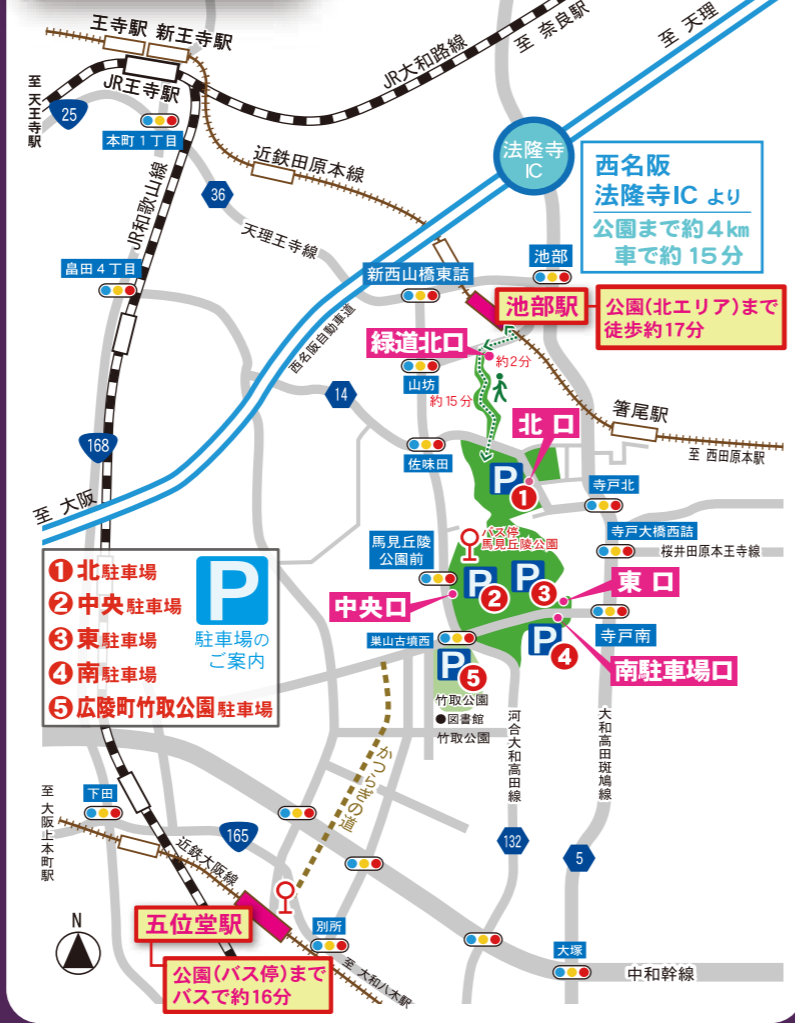 王寺駅 新王寺駅
JR王寺駅
JR大和路線
至 奈良駅
至 天理
至 天王寺駅
25
本町1丁目
近鉄田原本線
36
天理王寺線
JR和歌山線
畠田4丁目
法隆寺
IC
西名阪
法隆寺IC より
公園まで約4km
車で約15分
新西山橋東詰
池部
池部駅
公園(北エリア)まで
徒歩約17分
西名阪自動車道
緑道北口
約2分
山坊
約15分
14
箸尾駅
至 西田原本駅
168
北口
佐味田
至 大阪
1
寺戸北
バス停
馬見丘陵公園
馬見丘陵
公園前
寺戸大橋西詰
桜井田原本王寺線
P
P
2
P
3
東口
中央口
寺戸南
巣山古墳西
P
4
南駐車場口
P
5
竹取公園
●図書館
竹取公園
1 北駐車場
2 中央駐車場
3 東駐車場
4 南駐車場
5 広陵町竹取公園駐車場
P
駐車場の
ご案内
かつらぎの道
河合大和高田線
大和高田斑鳩線
至 大阪上本町駅
下田
近鉄大阪線
165
132
5
五位堂駅
公園(バス停)まで
バスで約16分
別所
至 大和八木駅
大塚
中和幹線
N